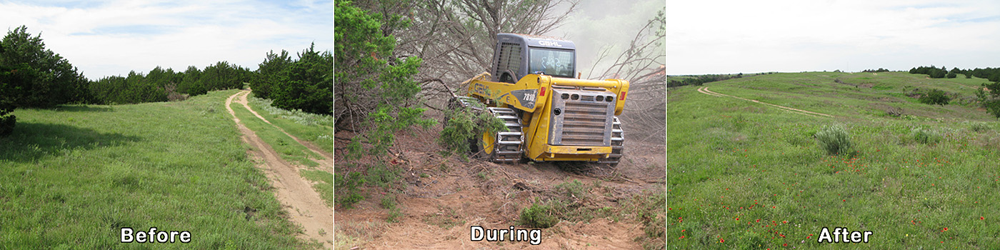 Before
During
After
GEHL
GEHL
7810